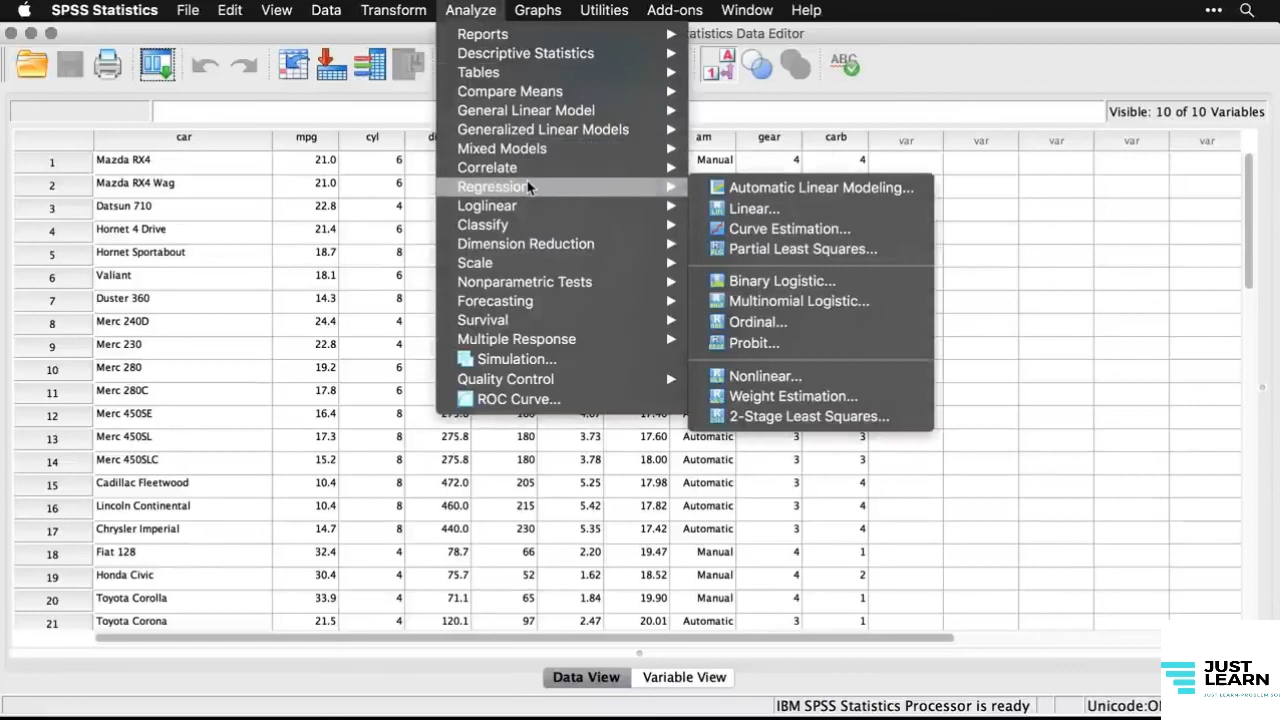 SPSS Statistics File Edit View Data Transform Analyze Graphs Utilities Add-ons Window Help
tatistics Data Editor
Visible: 10 of 10 Variables
Reports
Descriptive Statistics
Tables
Compare Means
General Linear Model
Generalized Linear Models
Mixed Models
Correlate
Regression
Loglinear
Classify
Dimension Reduction
Scale
Nonparametric Tests
Forecasting
Survival
Multiple Response
Simulation...
Quality Control
ROC Curve...
Automatic Linear Modeling...
Linear...
Curve Estimation...
Partial Least Squares...
Binary Logistic...
Multinomial Logistic...
Ordinal...
Probit...
Nonlinear...
Weight Estimation...
2-Stage Least Squares...
car mpg cyl di am gear carb var var var var var
1 Mazda RX4 21.0 6 Manual 4 4
2 Mazda RX4 Wag 21.0 6
3 Datsun 710 22.8 4
4 Hornet 4 Drive 21.4 6
5 Hornet Sportabout 18.7 8
6 Valiant 18.1 6
7 Duster 360 14.3 8
8 Merc 240D 24.4 4
9 Merc 230 22.8 4
10 Merc 280 19.2 6
11 Merc 280C 17.8 6
12 Merc 450SE 16.4 8
13 Merc 450SL 17.3 8 275.8 180 3.73 17.60 Automatic 3 3
14 Merc 450SLC 15.2 8 275.8 180 3.78 18.00 Automatic 3 3
15 Cadillac Fleetwood 10.4 8 472.0 205 5.25 17.98 Automatic 3 4
16 Lincoln Continental 10.4 8 460.0 215 5.42 17.82 Automatic 3 4
17 Chrysler Imperial 14.7 8 440.0 230 5.35 17.42 Automatic 3 4
18 Fiat 128 32.4 4 78.7 66 2.20 19.47 Manual 4 1
19 Honda Civic 30.4 4 75.7 52 1.62 18.52 Manual 4 2
20 Toyota Corolla 33.9 4 71.1 65 1.84 19.90 Manual 4 1
21 Toyota Corona 21.5 4 120.1 97 2.47 20.01 Automatic 3 1
Data View Variable View
IBM SPSS Statistics Processor is ready
Unicode:O
JUST
LEARN